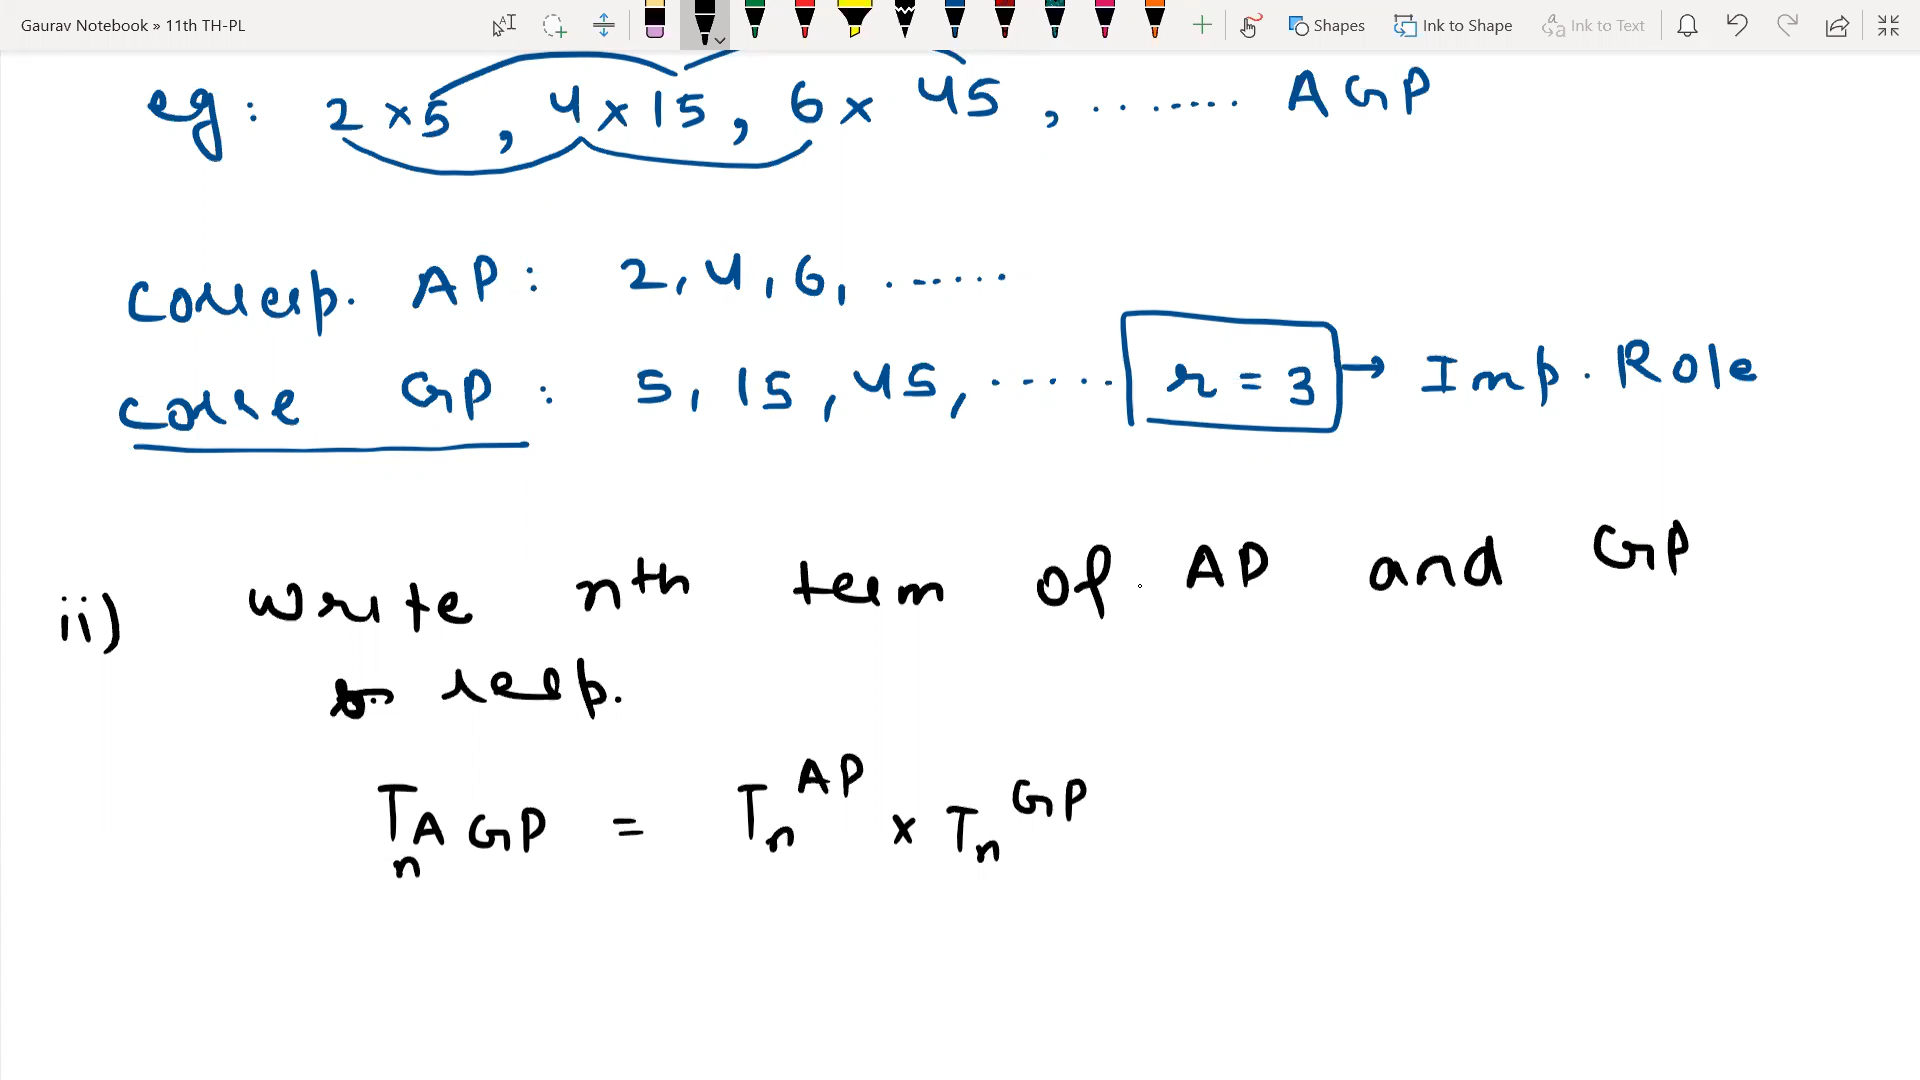 Gaurav Notebook » 11th TH-PL
Shapes
Ink to Shape
Ink to Text
eg: 2 × 5 , 4 × 15 , 6 × 45 , ........ AGP
Corresp. AP : 2, 4, 6, ......
Corre GP : 5, 15, 45, ..... r = 3 → Imp. Role
ii) Write nth term of AP and GP
resp.
Tn AGP = Tn^AP × Tn^GP